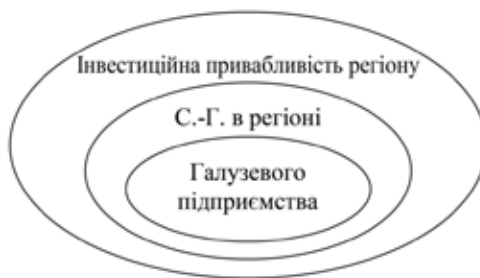 Інвестиційна привабливість регіону
С.-Г. в регіоні
Галузевого
підприємства